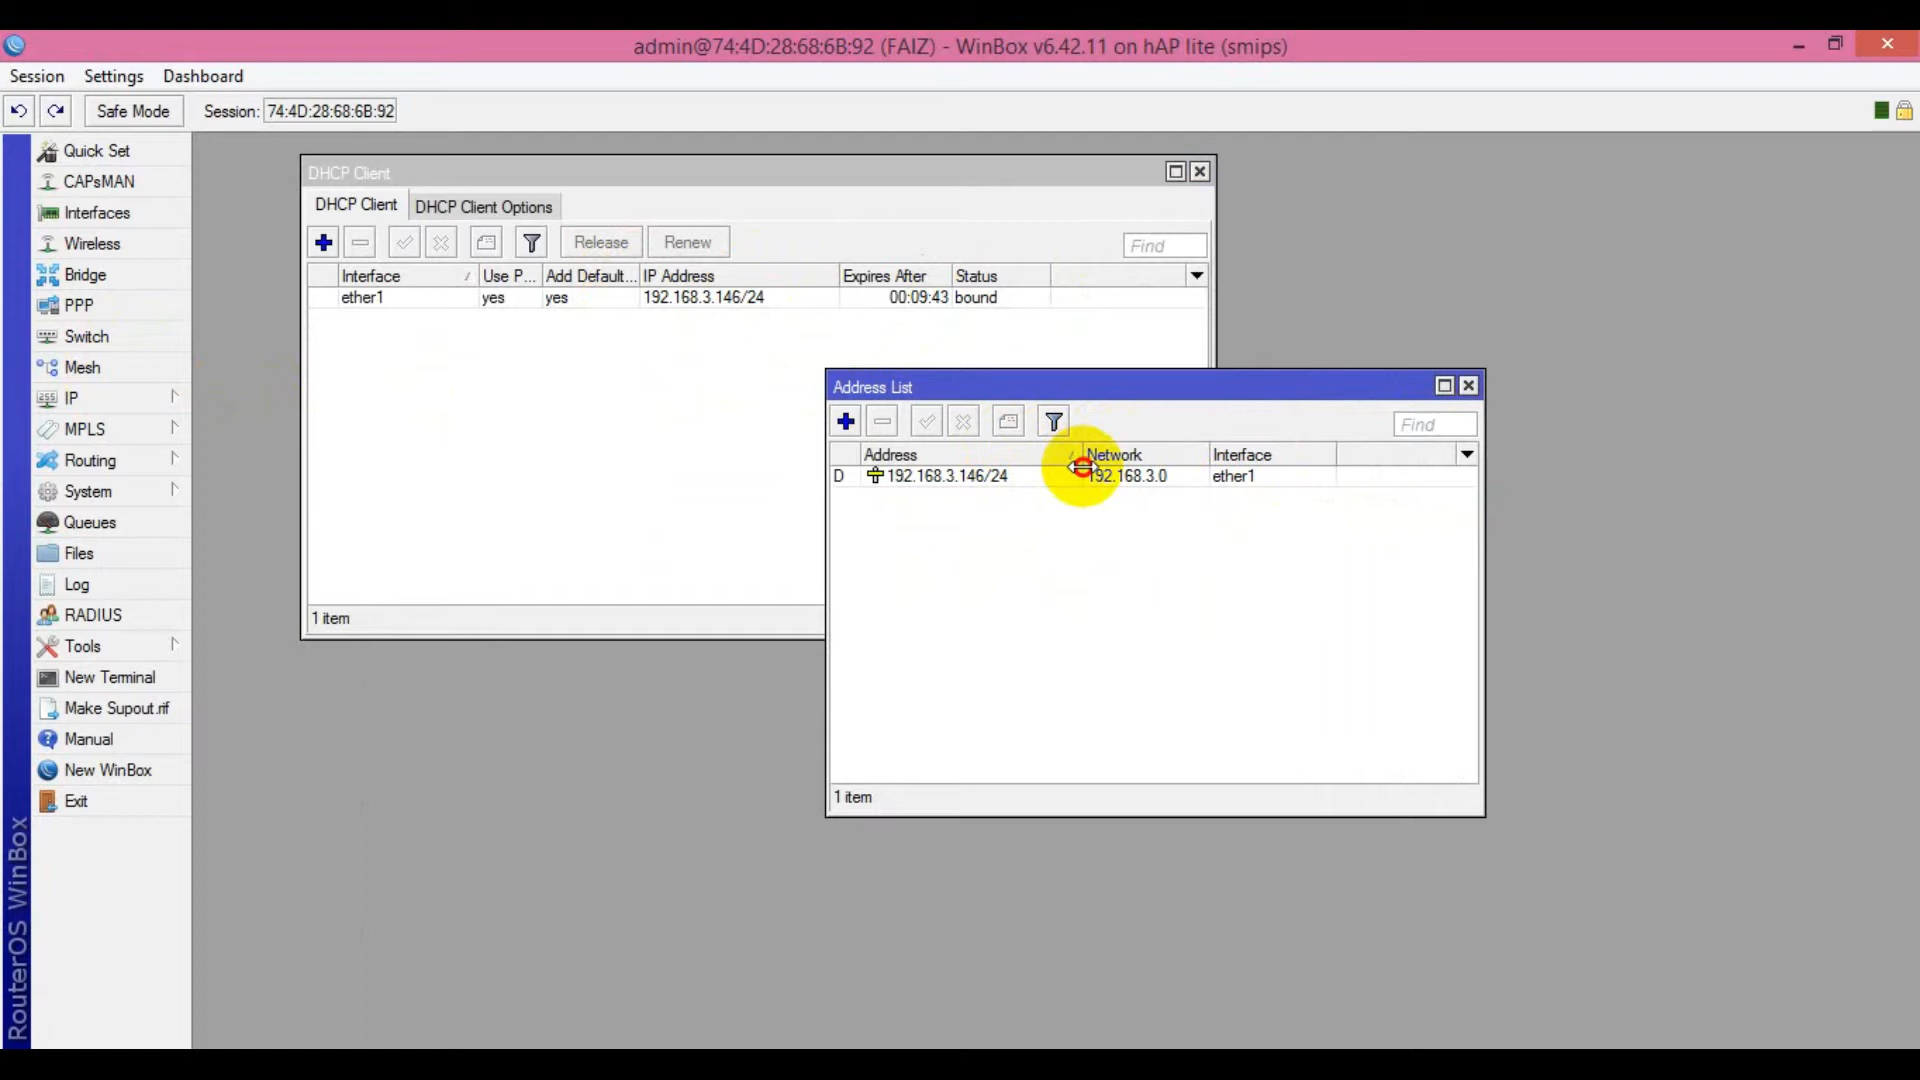 admin@74:4D:28:68:6B:92 (FAIZ) - WinBox v6.42.11 on hAP lite (smips)
Session Settings Dashboard
Safe Mode Session: 74:4D:28:68:6B:92
Quick Set
CAPsMAN
Interfaces
Wireless
Bridge
PPP
Switch
Mesh
IP
MPLS
Routing
System
Queues
Files
Log
RADIUS
Tools
New Terminal
Make Supout.rif
Manual
New WinBox
Exit
RouterOS WinBox
DHCP Client
DHCP Client DHCP Client Options
Release Renew Find
Interface Use P... Add Default... IP Address Expires After Status
ether1 yes yes 192.168.3.146/24 00:09:43 bound
1 item
Address List
Find
Address Network Interface
D 192.168.3.146/24 192.168.3.0 ether1
1 item